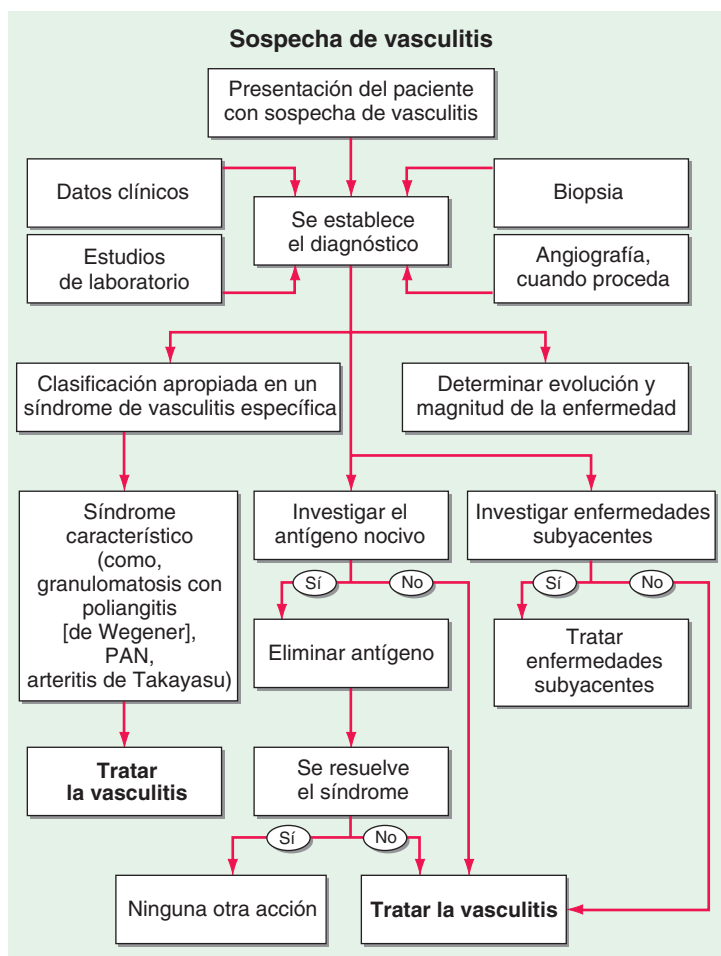 Sospecha de vasculitis
Presentación del paciente
con sospecha de vasculitis
Datos clínicos
Biopsia
Se establece
el diagnóstico
Estudios
de laboratorio
Angiografía,
cuando proceda
Clasificación apropiada en un
síndrome de vasculitis específica
Determinar evolución y
magnitud de la enfermedad
Síndrome
característico
(como,
granulomatosis con
poliangitis
[de Wegener],
PAN,
arteritis de Takayasu)
Investigar el
antígeno nocivo
Investigar enfermedades
subyacentes
Sí
No
Sí
No
Eliminar antígeno
Tratar
enfermedades
subyacentes
Tratar
la vasculitis
Se resuelve
el síndrome
Sí
No
Ninguna otra acción
Tratar la vasculitis